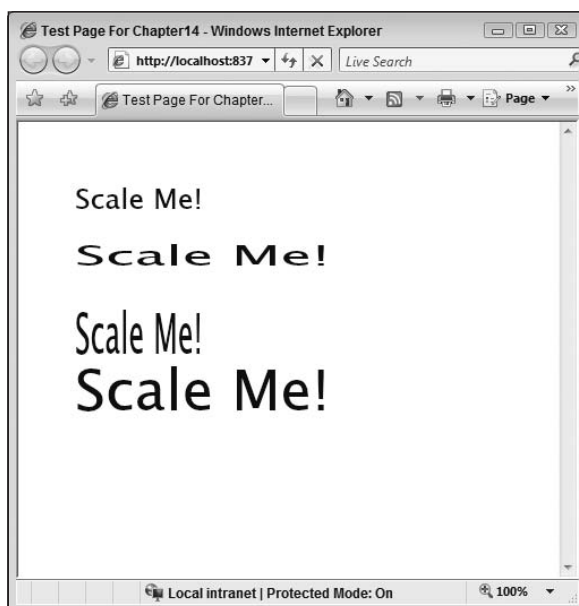 Test Page For Chapter14 - Windows Internet Explorer
http://localhost:837 Live Search
Test Page For Chapter... Page »
Scale Me!
Scale Me!
Scale Me!
Scale Me!
Local intranet | Protected Mode: On 100%